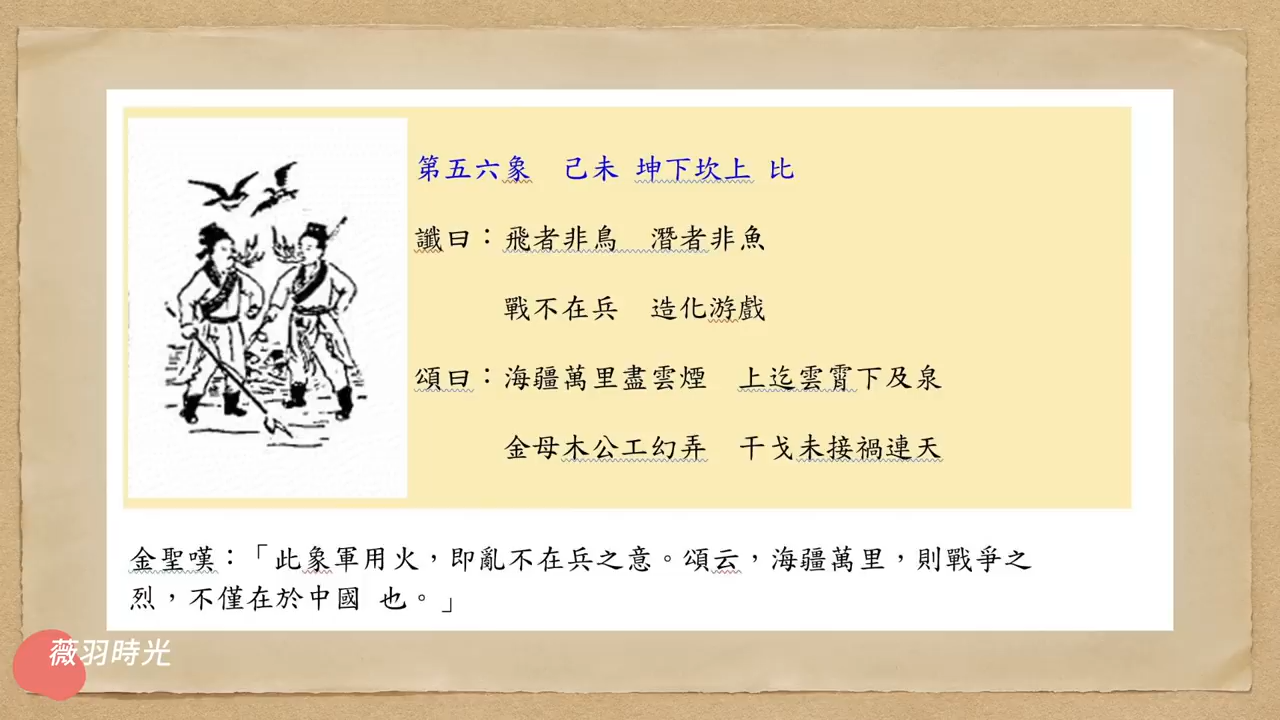 第五六象 己未 坤下坎上 比
讖曰：飛者非鳥 潛者非魚
戰不在兵 造化游戲
頌曰：海疆萬里盡雲煙 上迄雲霄下及泉
金母木公工幻弄 干戈未接禍連天
金聖嘆：「此象軍用火，即亂不在兵之意。頌云，海疆萬里，則戰爭之
烈，不僅在於中國 也。」
薇羽時光